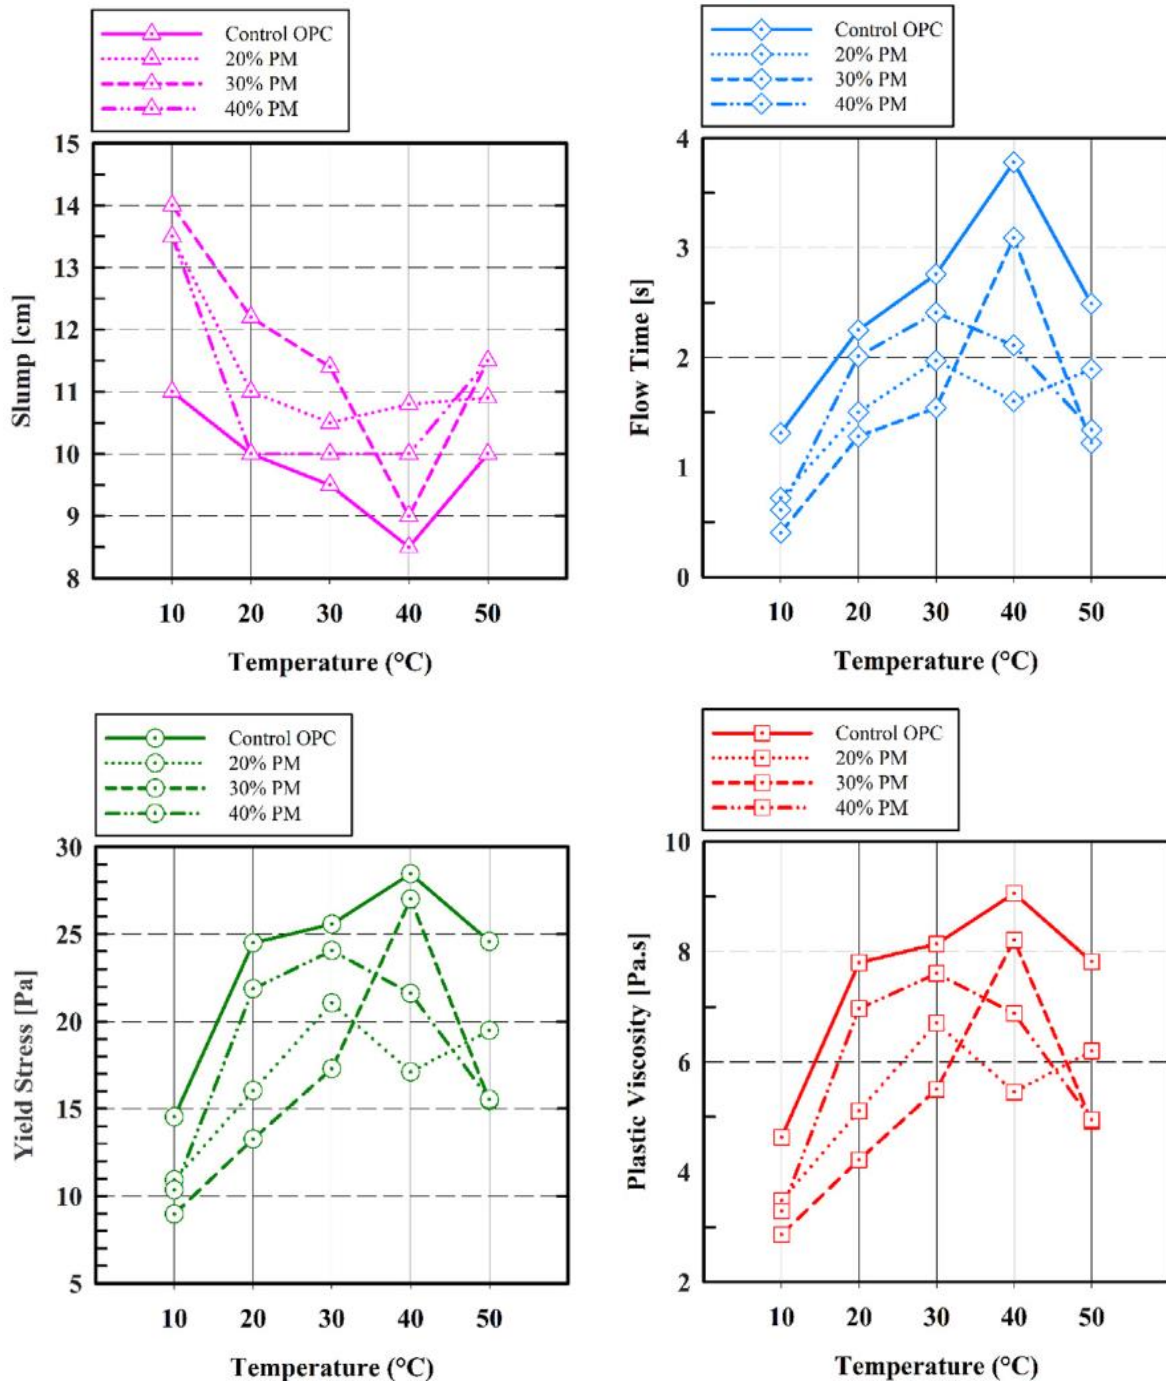 Control OPC
20% PM
30% PM
40% PM
15
14
13
12
11
10
9
8
Slump [cm]
10 20 30 40 50
Temperature (°C)
Control OPC
20% PM
30% PM
40% PM
4
3
2
1
0
Flow Time [s]
10 20 30 40 50
Temperature (°C)
Control OPC
20% PM
30% PM
40% PM
30
25
20
15
10
5
Yield Stress [Pa]
10 20 30 40 50
Temperature (°C)
Control OPC
20% PM
30% PM
40% PM
10
8
6
4
2
Plastic Viscosity [Pa.s]
10 20 30 40 50
Temperature (°C)